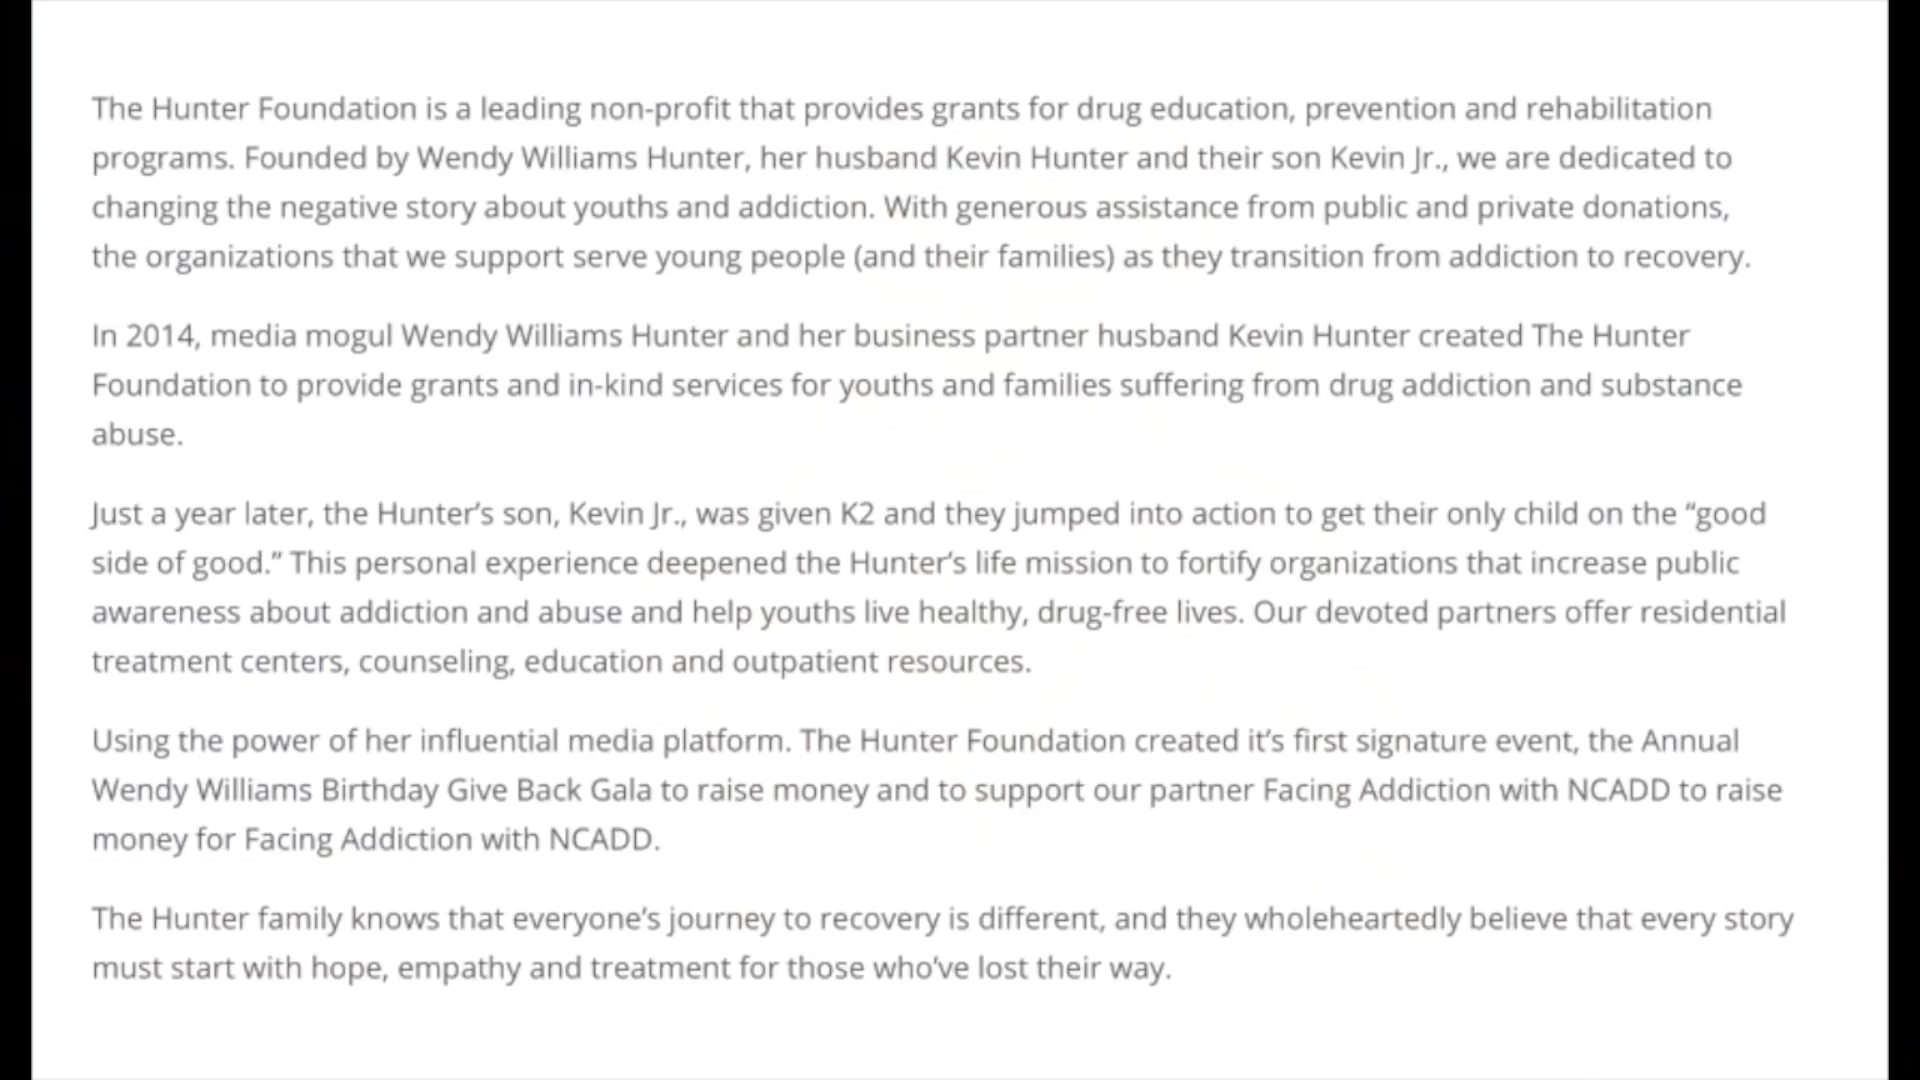 The Hunter Foundation is a leading non-profit that provides grants for drug education, prevention and rehabilitation
programs. Founded by Wendy Williams Hunter, her husband Kevin Hunter and their son Kevin Jr., we are dedicated to
changing the negative story about youths and addiction. With generous assistance from public and private donations,
the organizations that we support serve young people (and their families) as they transition from addiction to recovery.
In 2014, media mogul Wendy Williams Hunter and her business partner husband Kevin Hunter created The Hunter
Foundation to provide grants and in-kind services for youths and families suffering from drug addiction and substance
abuse.
Just a year later, the Hunter’s son, Kevin Jr., was given K2 and they jumped into action to get their only child on the “good
side of good.” This personal experience deepened the Hunter’s life mission to fortify organizations that increase public
awareness about addiction and abuse and help youths live healthy, drug-free lives. Our devoted partners offer residential
treatment centers, counseling, education and outpatient resources.
Using the power of her influential media platform. The Hunter Foundation created it’s first signature event, the Annual
Wendy Williams Birthday Give Back Gala to raise money and to support our partner Facing Addiction with NCADD to raise
money for Facing Addiction with NCADD.
The Hunter family knows that everyone’s journey to recovery is different, and they wholeheartedly believe that every story
must start with hope, empathy and treatment for those who’ve lost their way.